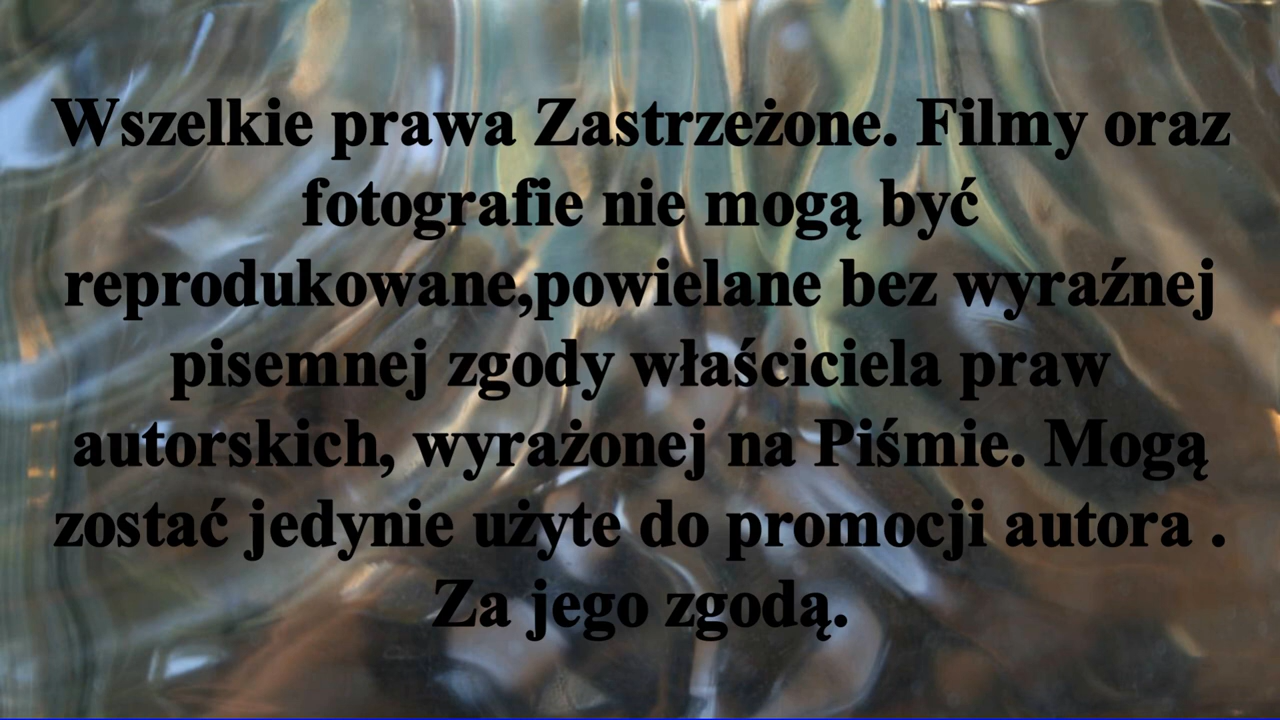 Wszelkie prawa Zastrzeżone. Filmy oraz
fotografie nie mogą być
reprodukowane,powielane bez wyraźnej
pisemnej zgody właściciela praw
autorskich, wyrażonej na Piśmie. Mogą
zostać jedynie użyte do promocji autora .
Za jego zgodą.